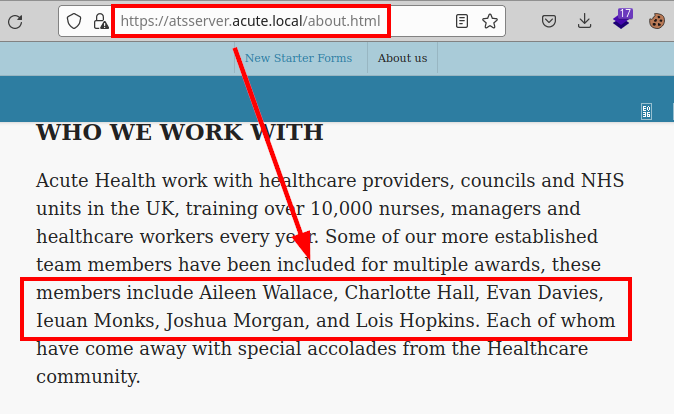 https://atsserver.acute.local/about.html
17
New Starter Forms
About us
E0
36
WHO WE WORK WITH
Acute Health work with healthcare providers, councils and NHS
units in the UK, training over 10,000 nurses, managers and
healthcare workers every year. Some of our more established
team members have been included for multiple awards, these
members include Aileen Wallace, Charlotte Hall, Evan Davies,
Ieuan Monks, Joshua Morgan, and Lois Hopkins. Each of whom
have come away with special accolades from the Healthcare
community.